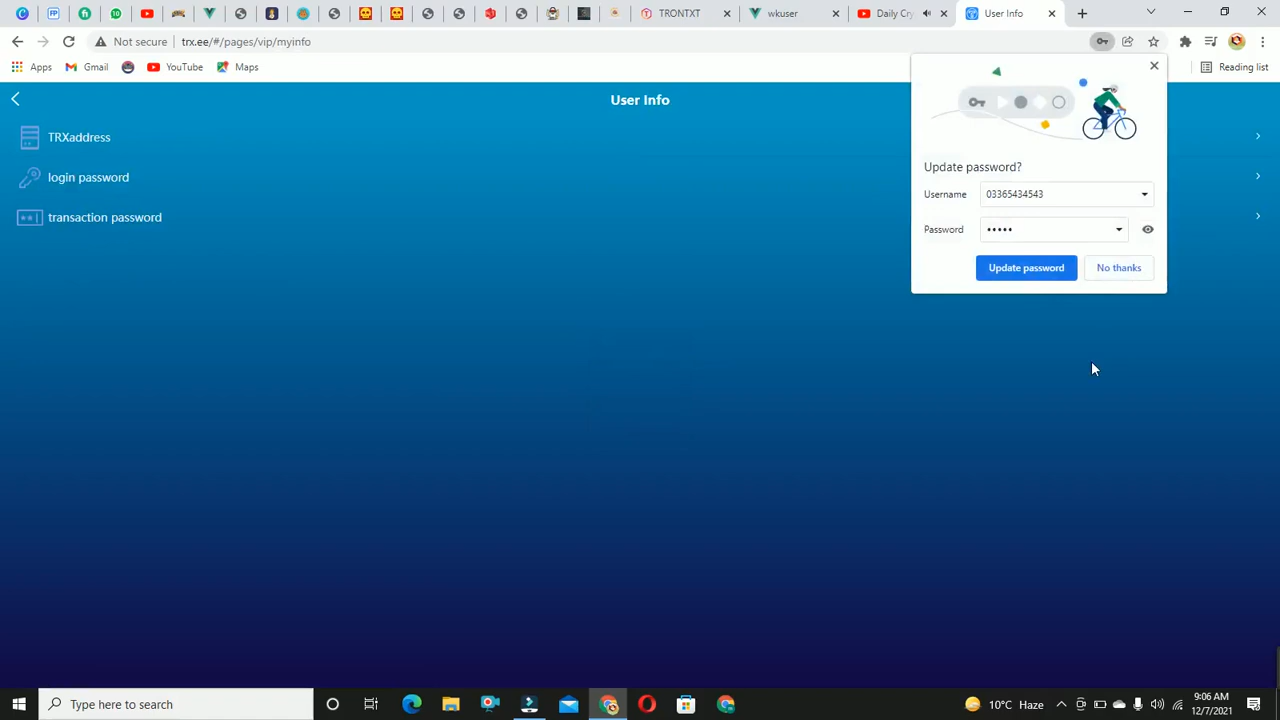 10
TRONTXT
wkuser
Daily Cry
User Info
Not secure
trx.ee/#/pages/vip/myinfo
Apps
Gmail
YouTube
Maps
Reading list
User Info
TRXaddress
login password
transaction password
Update password?
Username
03365434543
Password
•••••
Update password
No thanks
Type here to search
10°C Haze
9:06 AM
12/7/2021